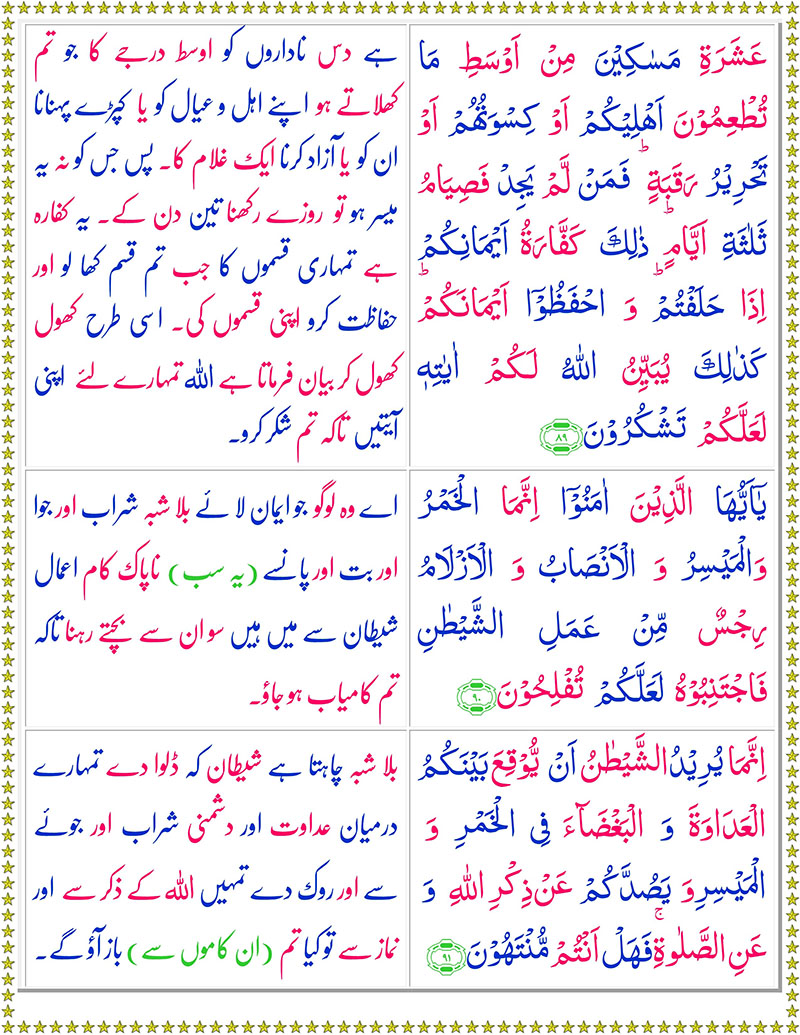 عَشَرَةِ مَسٰكِيْنَ مِنْ اَوْسَطِ مَا
تُطْعِمُوْنَ اَهْلِيْكُمْ اَوْ كِسْوَتُهُمْ اَوْ
تَحْرِيْرُ رَقَبَةٍ ؕ فَمَنْ لَّمْ يَجِدْ فَصِيَامُ
ثَلٰثَةِ اَيَّامٍ ؕ ذٰلِكَ كَفَّارَةُ اَيْمَانِكُمْ
اِذَا حَلَفْتُمْ ؕ وَ احْفَظُوْۤا اَيْمَانَكُمْ ؕ
كَذٰلِكَ يُبَيِّنُ اللّٰهُ لَكُمْ اٰيٰتِهٖ
لَعَلَّكُمْ تَشْكُرُوْنَ ﴿۸۹﴾
ہے دس ناداروں کو اوسط درجے کا جو تم
کھلاتے ہو اپنے اہل و عیال کو یا کپڑے پہنانا
ان کو یا آزاد کرنا ایک غلام کا۔ پس جس کو نہ یہ
میسر ہو تو روزے رکھنا تین دن کے۔ یہ کفارہ
ہے تمہاری قسموں کا جب تم قسم کھا لو اور
حفاظت کرو اپنی قسموں کی۔ اسی طرح کھول
کھول کر بیان فرماتا ہے اللہ تمہارے لئے اپنی
آیتیں تاکہ تم شکر کرو۔
يٰۤاَيُّهَا الَّذِيْنَ اٰمَنُوْۤا اِنَّمَا الْخَمْرُ
وَالْمَيْسِرُ وَ الْاَنْصَابُ وَ الْاَزْلَامُ
رِجْسٌ مِّنْ عَمَلِ الشَّيْطٰنِ
فَاجْتَنِبُوْهُ لَعَلَّكُمْ تُفْلِحُوْنَ ﴿۹۰﴾
اے وہ لوگو جو ایمان لائے بلا شبہ شراب اور جوا
اور بت اور پانسے (یہ سب) ناپاک کام اعمال
شیطان سے میں ہیں سو ان سے بچتے رہنا تاکہ
تم کامیاب ہو جاؤ۔
اِنَّمَا يُرِيْدُ الشَّيْطٰنُ اَنْ يُّوْقِعَ بَيْنَكُمُ
الْعَدَاوَةَ وَ الْبَغْضَآءَ فِى الْخَمْرِ وَ
الْمَيْسِرِ وَ يَصُدَّكُمْ عَنْ ذِكْرِ اللّٰهِ وَ
عَنِ الصَّلٰوةِ ۚ فَهَلْ اَنْتُمْ مُّنْتَهُوْنَ ﴿۹۱﴾
بلا شبہ چاہتا ہے شیطان کہ ڈلوا دے تمہارے
درمیان عداوت اور دشمنی شراب اور جوئے
سے اور روک دے تمہیں اللہ کے ذکر سے اور
نماز سے تو کیا تم (ان کاموں سے) باز آؤ گے۔